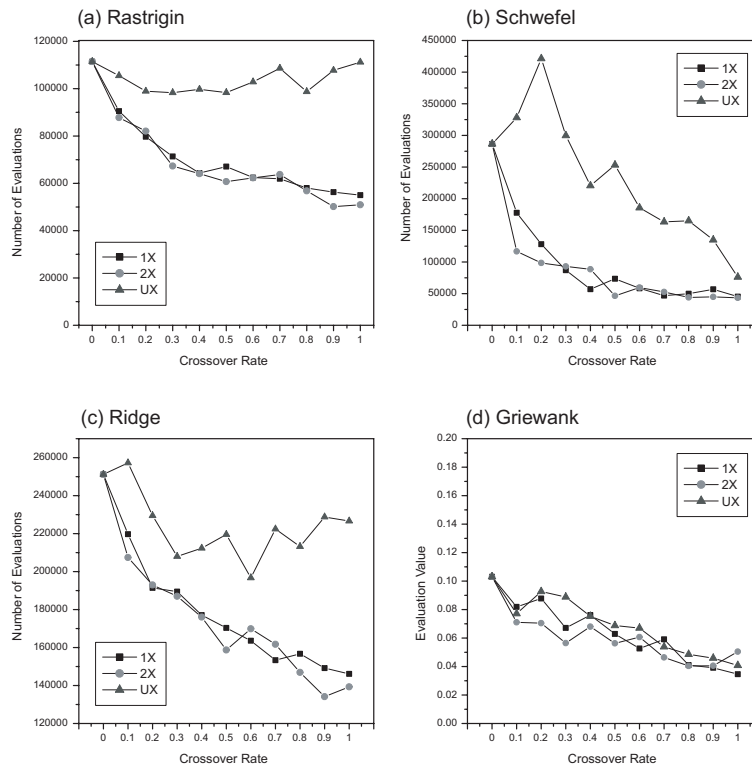 (a) Rastrigin
120000
100000
80000
60000
40000
20000
0
Number of Evaluations
1X
2X
UX
0 0.1 0.2 0.3 0.4 0.5 0.6 0.7 0.8 0.9 1
Crossover Rate
(b) Schwefel
450000
400000
350000
300000
250000
200000
150000
100000
50000
0
Number of Evaluations
1X
2X
UX
0 0.1 0.2 0.3 0.4 0.5 0.6 0.7 0.8 0.9 1
Crossover Rate
(c) Ridge
260000
240000
220000
200000
180000
160000
140000
120000
Number of Evaluations
1X
2X
UX
0 0.1 0.2 0.3 0.4 0.5 0.6 0.7 0.8 0.9 1
Crossover Rate
(d) Griewank
0.20
0.18
0.16
0.14
0.12
0.10
0.08
0.06
0.04
0.02
0.00
Evaluation Value
1X
2X
UX
0 0.1 0.2 0.3 0.4 0.5 0.6 0.7 0.8 0.9 1
Crossover Rate